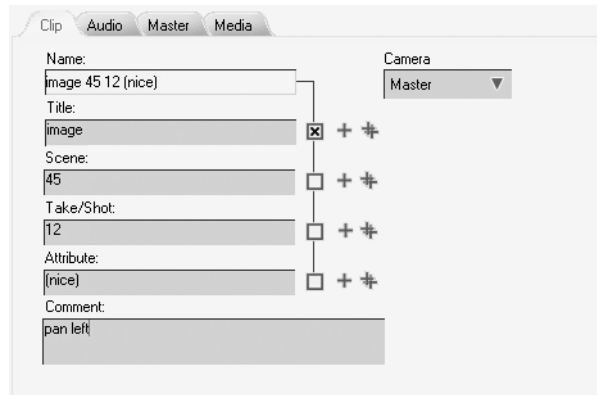 Clip Audio Master Media
Name: Camera
image 45 12 (nice) Master
Title:
image
Scene:
45
Take/Shot:
12
Attribute:
(nice)
Comment:
pan left